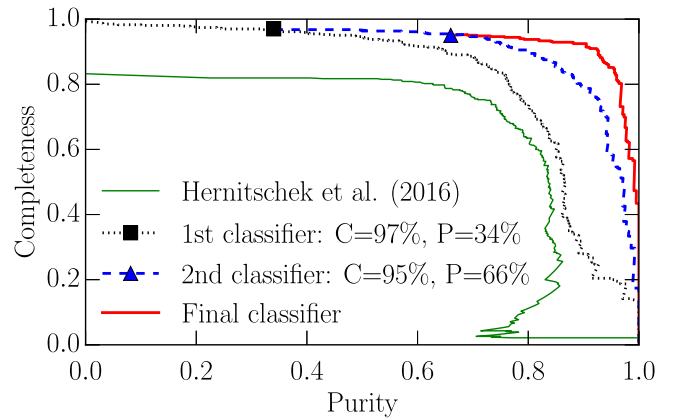 1.0
0.8
0.6
0.4
0.2
0.0
Completeness
Hernitschek et al. (2016)
1st classifier: C=97%, P=34%
2nd classifier: C=95%, P=66%
Final classifier
0.0 0.2 0.4 0.6 0.8 1.0
Purity